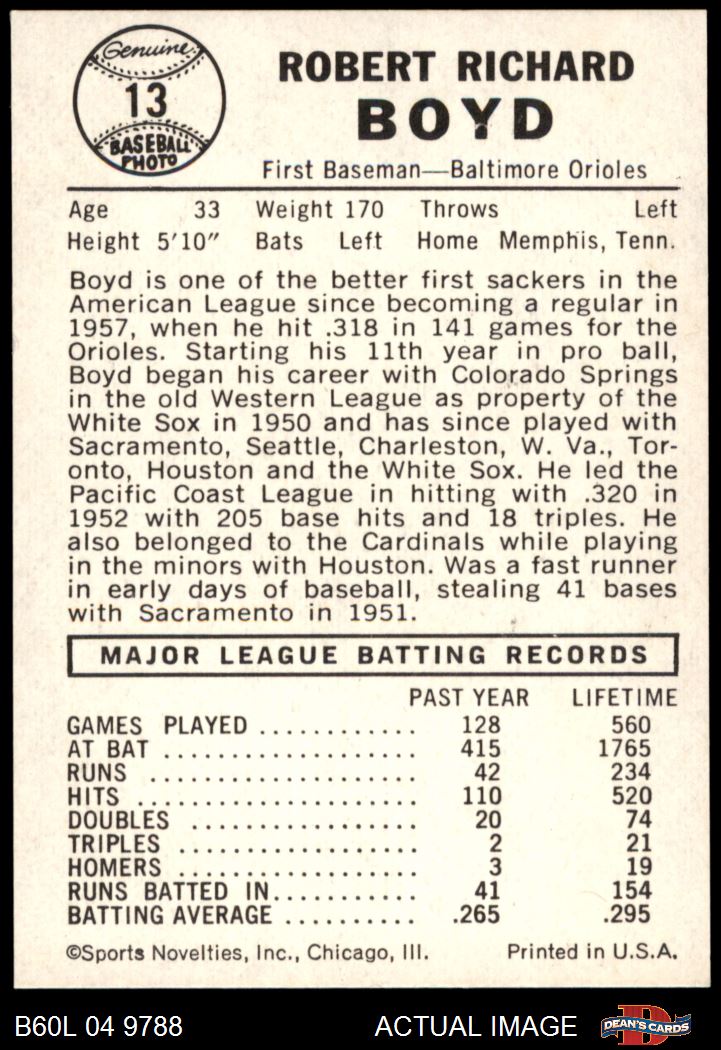 Genuine
13
BASEBALL
PHOTO
ROBERT RICHARD
BOYD
First Baseman—Baltimore Orioles
Age 33 Weight 170 Throws Left
Height 5'10" Bats Left Home Memphis, Tenn.
Boyd is one of the better first sackers in the
American League since becoming a regular in
1957, when he hit .318 in 141 games for the
Orioles. Starting his 11th year in pro ball,
Boyd began his career with Colorado Springs
in the old Western League as property of the
White Sox in 1950 and has since played with
Sacramento, Seattle, Charleston, W. Va., Tor-
onto, Houston and the White Sox. He led the
Pacific Coast League in hitting with .320 in
1952 with 205 base hits and 18 triples. He
also belonged to the Cardinals while playing
in the minors with Houston. Was a fast runner
in early days of baseball, stealing 41 bases
with Sacramento in 1951.
MAJOR LEAGUE BATTING RECORDS
PAST YEAR LIFETIME
GAMES PLAYED ............ 128 560
AT BAT .................... 415 1765
RUNS ..................... 42 234
HITS ...................... 110 520
DOUBLES ................. 20 74
TRIPLES .................. 2 21
HOMERS .................. 3 19
RUNS BATTED IN........... 41 154
BATTING AVERAGE .......... .265 .295
©Sports Novelties, Inc., Chicago, Ill. Printed in U.S.A.
B60L 04 9788 ACTUAL IMAGE D DEAN'S CARDS